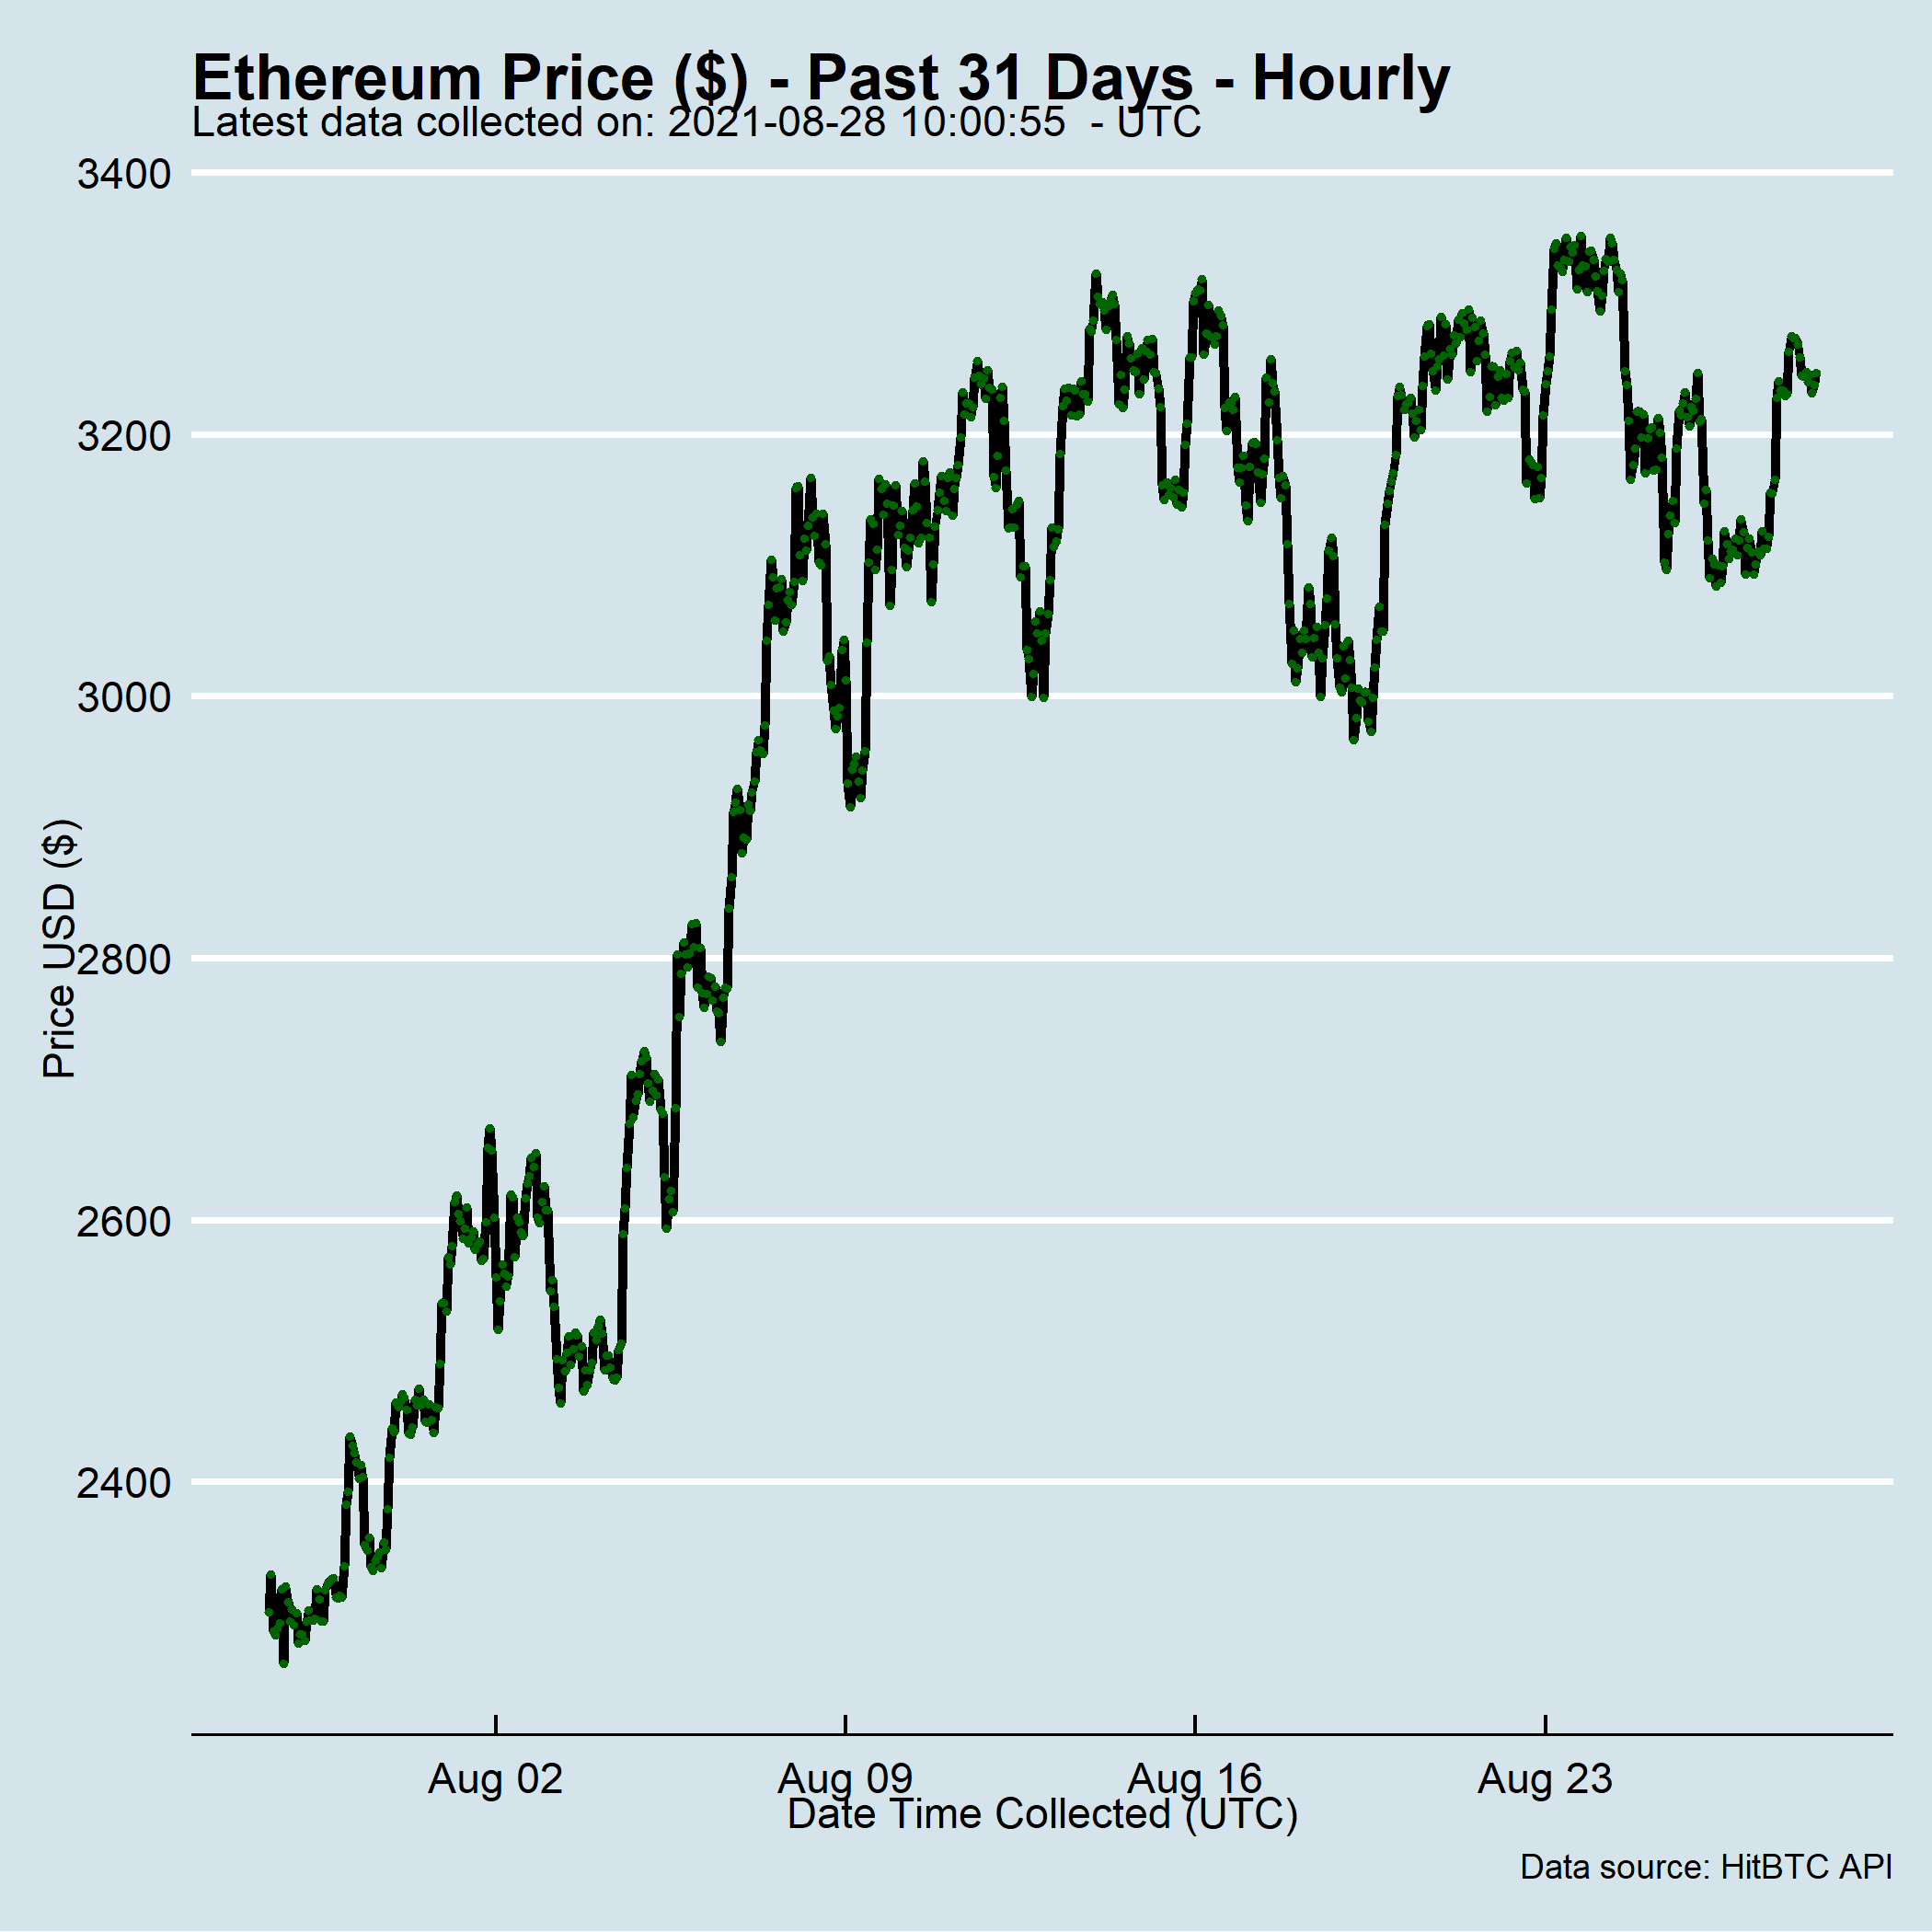 Ethereum Price ($) - Past 31 Days - Hourly
Latest data collected on: 2021-08-28 10:00:55  - UTC
3400
3200
3000
2800
2600
2400
Price USD ($)
Aug 02
Aug 09
Aug 16
Aug 23
Date Time Collected (UTC)
Data source: HitBTC API